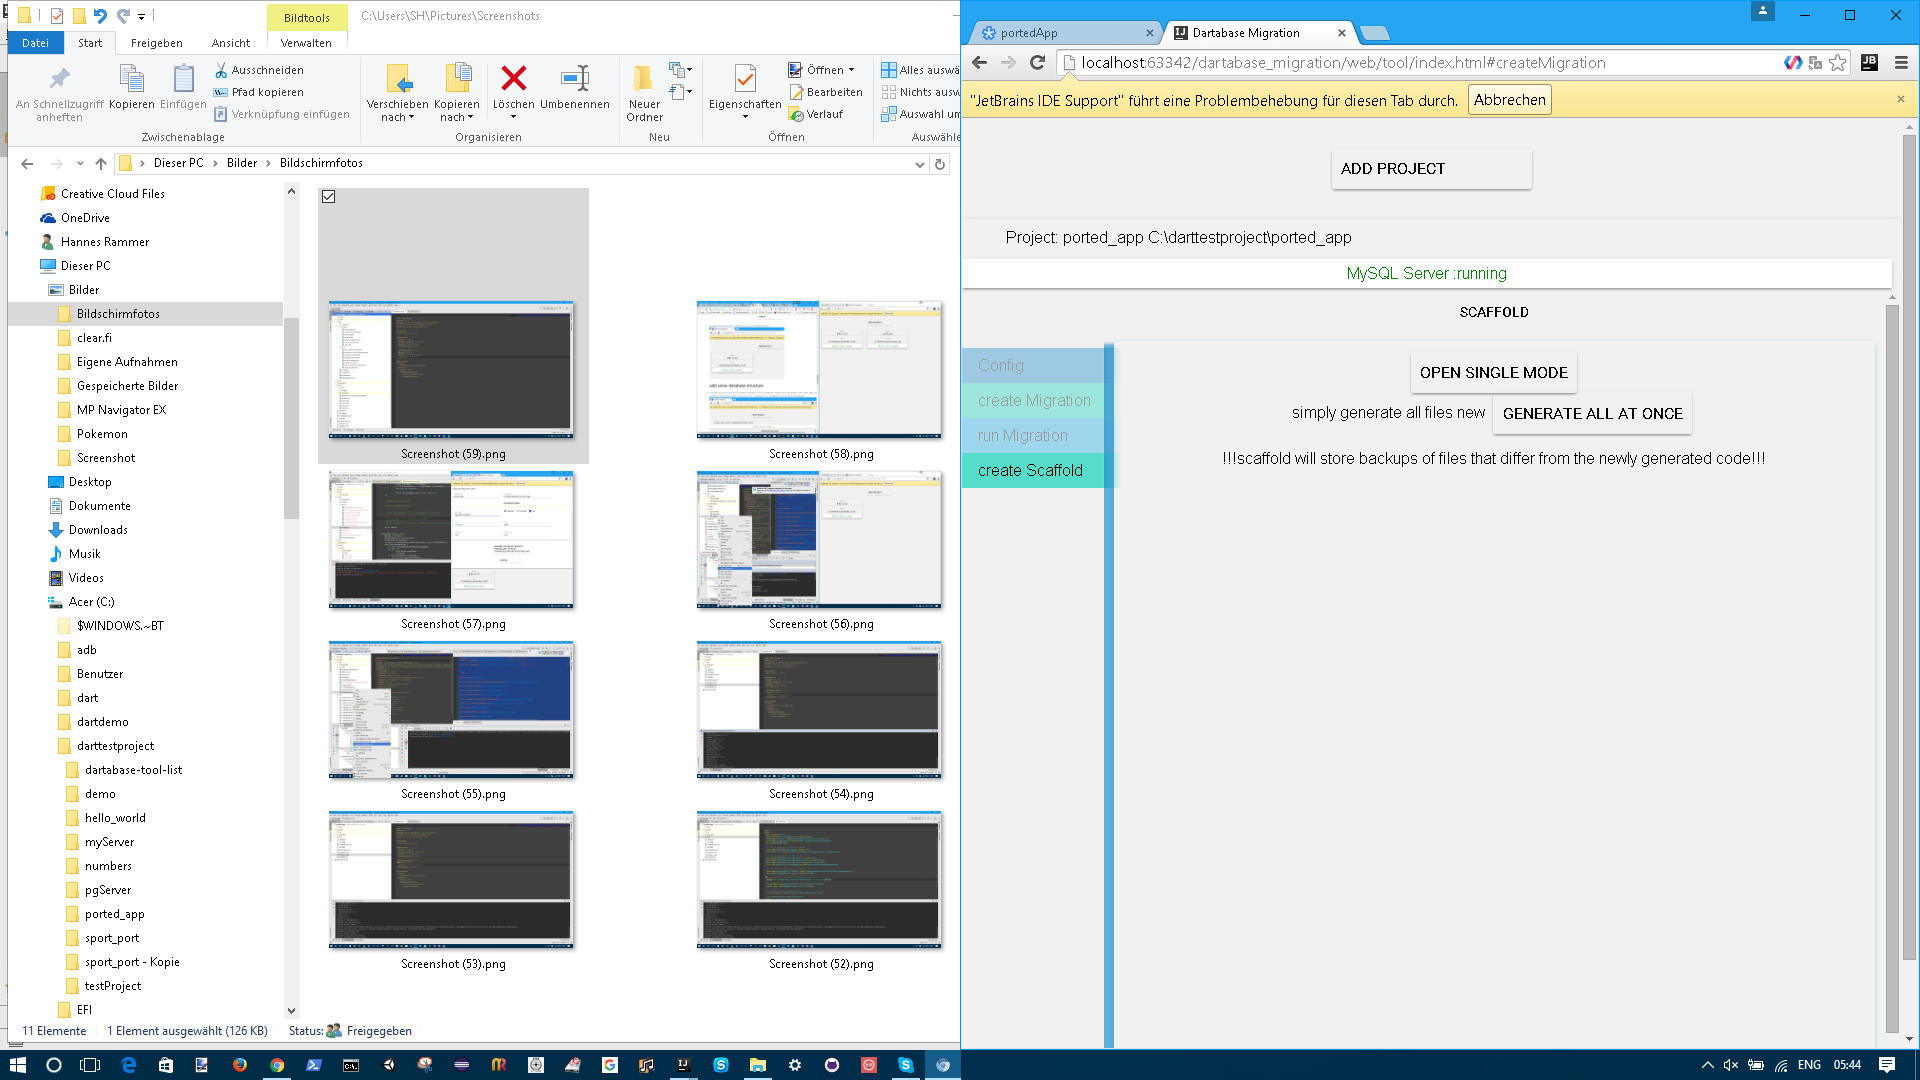 Bildtools
C:\Users\SH\Pictures\Screenshots
Datei
Start
Freigeben
Ansicht
Verwalten
An Schnellzugriff anheften
Kopieren
Einfügen
Ausschneiden
Pfad kopieren
Verknüpfung einfügen
Zwischenablage
Verschieben nach
Kopieren nach
Löschen
Umbenennen
Organisieren
Neuer Ordner
Neu
Eigenschaften
Öffnen
Bearbeiten
Verlauf
Öffnen
Alles auswä
Nichts ausw
Auswahl um
Auswähle
Dieser PC
Bilder
Bildschirmfotos
Creative Cloud Files
OneDrive
Hannes Rammer
Dieser PC
Bilder
Bildschirmfotos
clear.fi
Eigene Aufnahmen
Gespeicherte Bilder
MP Navigator EX
Pokemon
Screenshot
Desktop
Dokumente
Downloads
Musik
Videos
Acer (C:)
$WINDOWS.~BT
adb
Benutzer
dart
dartdemo
darttestproject
dartabase-tool-list
demo
hello_world
myServer
numbers
pgServer
ported_app
sport_port
sport_port - Kopie
testProject
EFI
Screenshot (59).png
Screenshot (58).png
Screenshot (57).png
Screenshot (56).png
Screenshot (55).png
Screenshot (54).png
Screenshot (53).png
Screenshot (52).png
11 Elemente
1 Element ausgewählt (126 KB)
Status:
Freigegeben
portedApp
Dartabase Migration
localhost:63342/dartabase_migration/web/tool/index.html#createMigration
"JetBrains IDE Support" führt eine Problembehebung für diesen Tab durch.
Abbrechen
ADD PROJECT
Project: ported_app C:\darttestproject\ported_app
MySQL Server :running
SCAFFOLD
Config
create Migration
run Migration
create Scaffold
OPEN SINGLE MODE
simply generate all files new
GENERATE ALL AT ONCE
!!!scaffold will store backups of files that differ from the newly generated code!!!
ENG
05:44